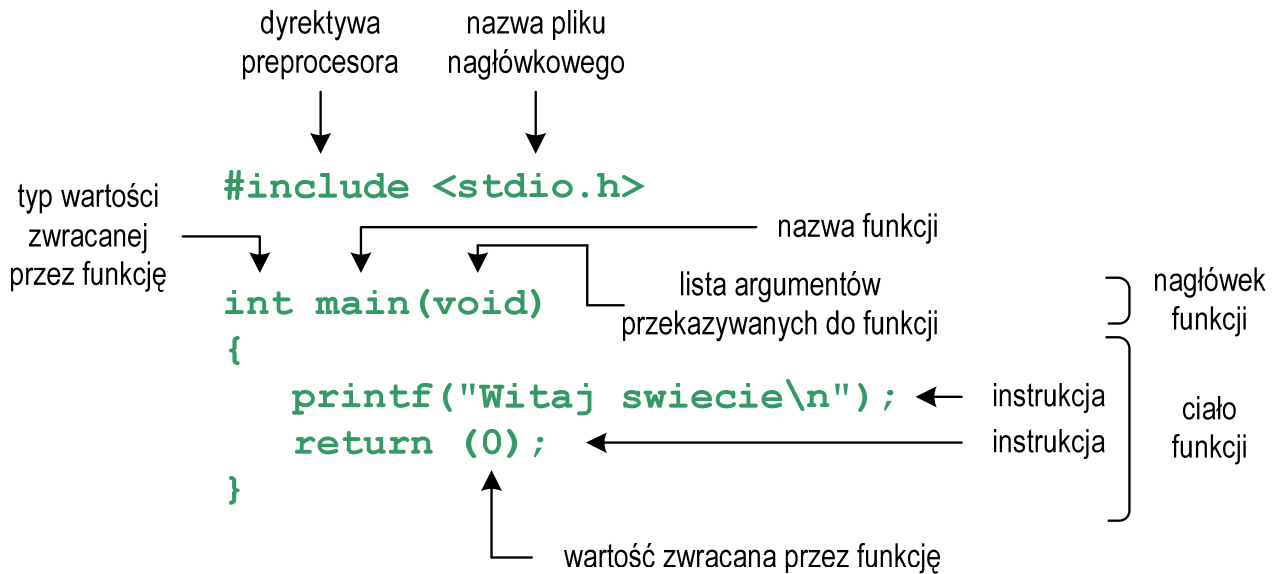 dyrektywa
preprocesora
nazwa pliku
nagłówkowego
#include <stdio.h>
typ wartości
zwracanej
przez funkcję
nazwa funkcji
int main(void)
lista argumentów
przekazywanych do funkcji
nagłówek
funkcji
{
printf("Witaj swiecie\n");
instrukcja
return (0);
instrukcja
ciało
funkcji
}
wartość zwracana przez funkcję